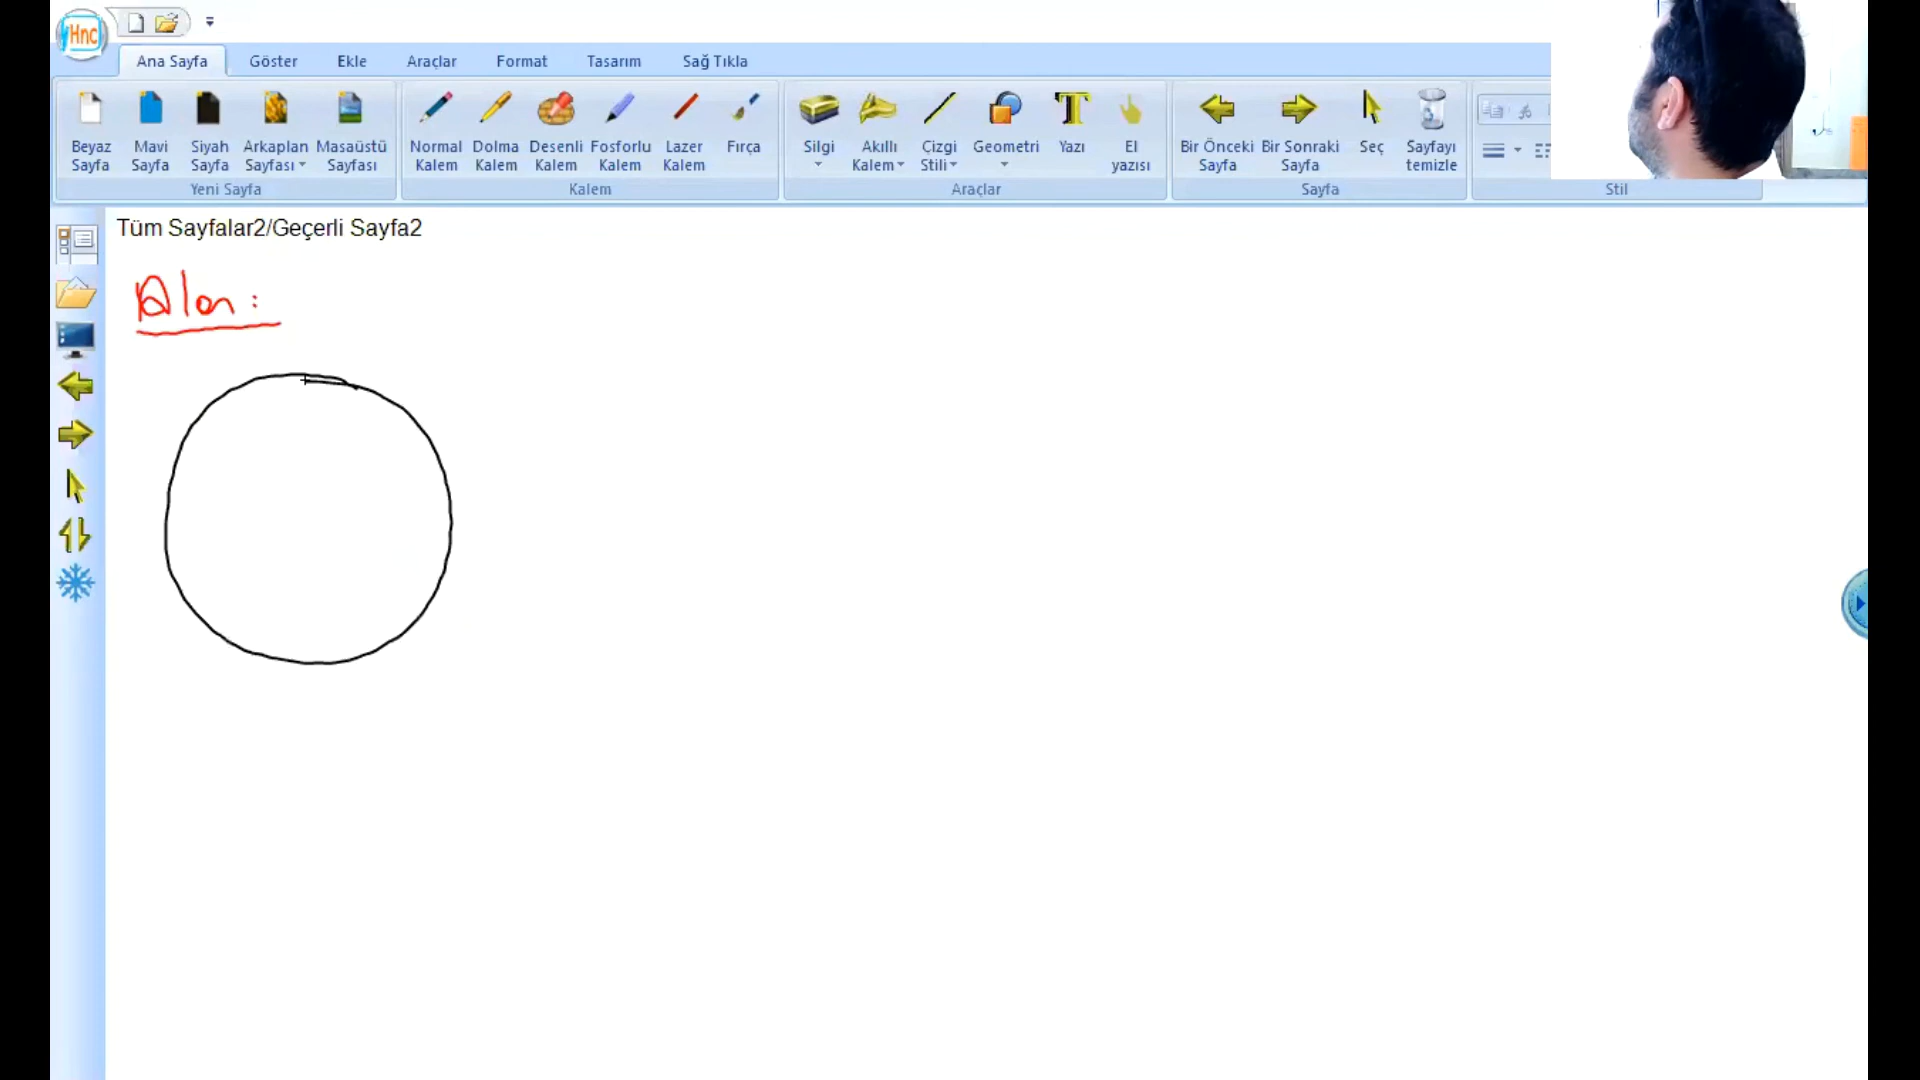 Hnc
Ana Sayfa Göster Ekle Araçlar Format Tasarım Sağ Tıkla
Beyaz Sayfa
Mavi Sayfa
Siyah Sayfa
Arkaplan Sayfası
Masaüstü Sayfası
Yeni Sayfa
Normal Kalem
Dolma Kalem
Desenli Kalem
Fosforlu Kalem
Lazer Kalem
Fırça
Kalem
Silgi
Akıllı Kalem
Çizgi Stili
Geometri
Yazı
El yazısı
Araçlar
Bir Önceki Sayfa
Bir Sonraki Sayfa
Seç
Sayfayı temizle
Sayfa
Stil
Tüm Sayfalar2/Geçerli Sayfa2
Alan :